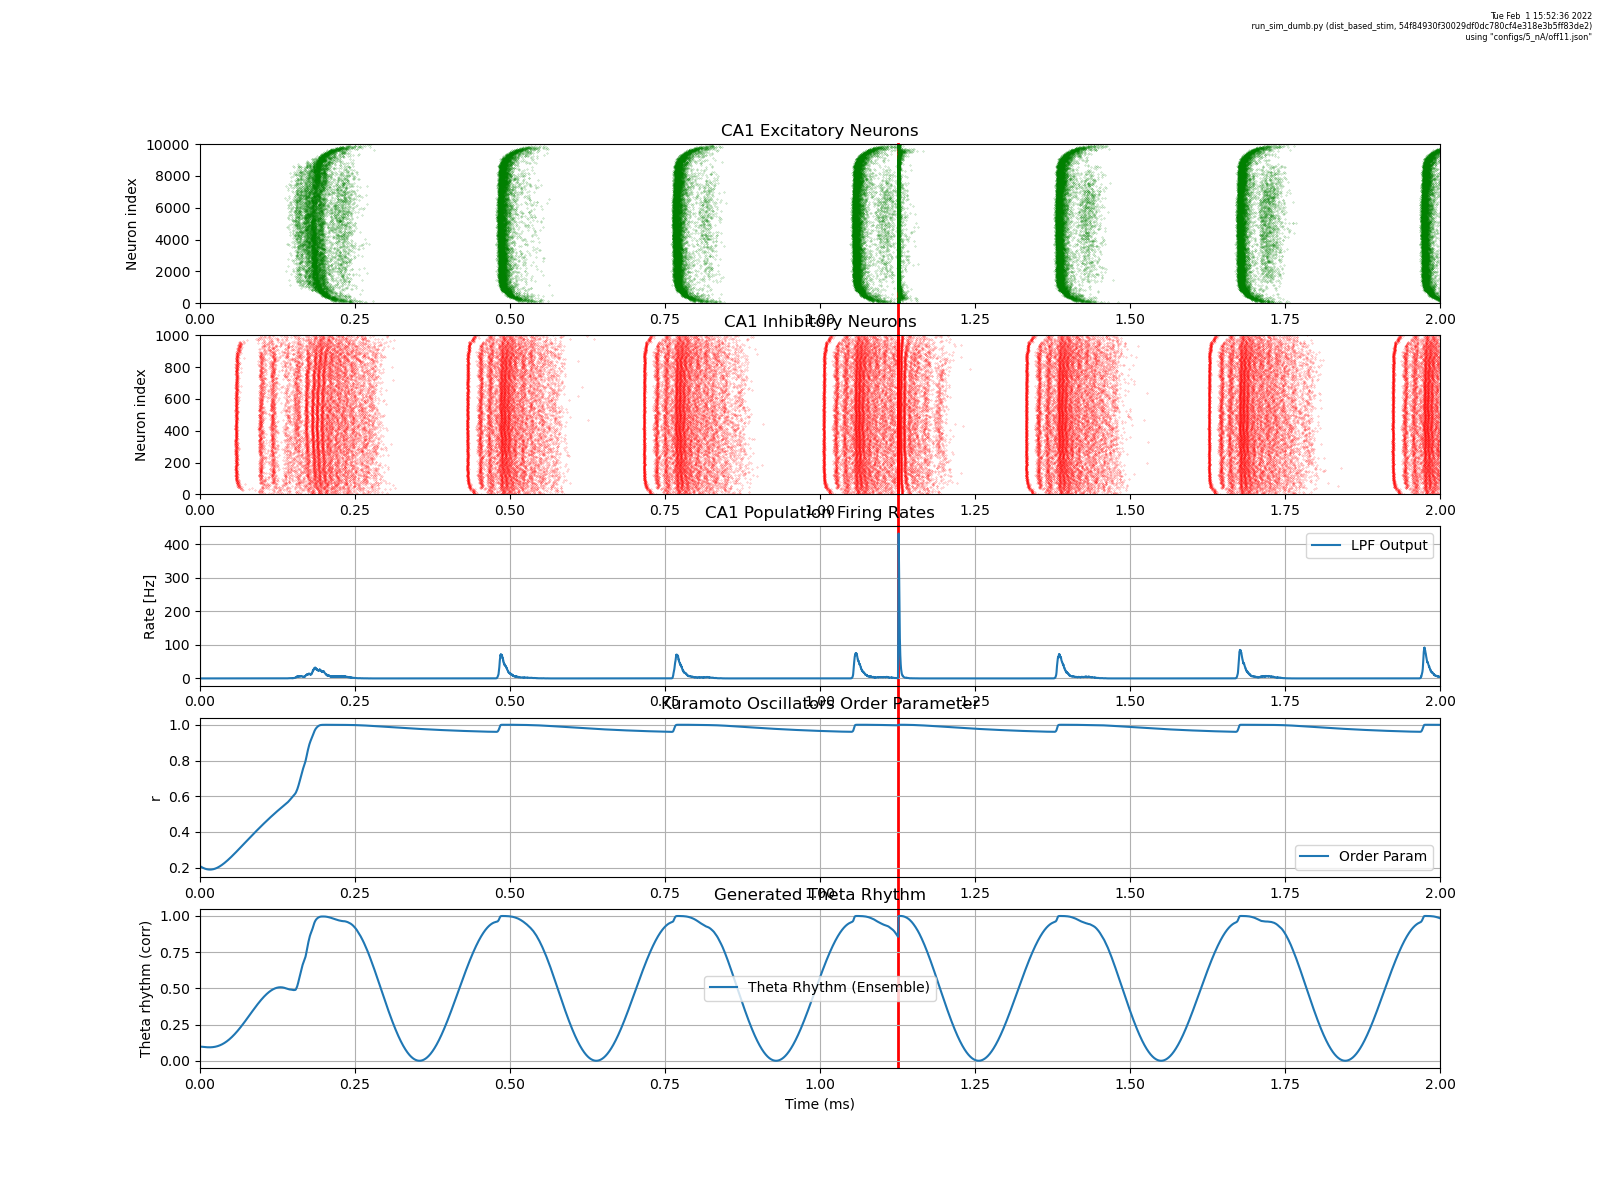 Tue Feb  1 15:52:36 2022
run_sim_dumb.py (dist_based_stim, 54f84930f30029df0dc780cf4e318e3b5ff83de2)
using "configs/5_nA/off11.json"
CA1 Excitatory Neurons
Neuron index
10000
8000
6000
4000
2000
0
0.00 0.25 0.50 0.75 1.00 1.25 1.50 1.75 2.00
CA1 Inhibitory Neurons
Neuron index
1000
800
600
400
200
0
0.00 0.25 0.50 0.75 1.00 1.25 1.50 1.75 2.00
CA1 Population Firing Rates
Rate [Hz]
400
300
200
100
0
LPF Output
0.00 0.25 0.50 0.75 1.00 1.25 1.50 1.75 2.00
Kuramoto Oscillators Order Parameter
r
1.0
0.8
0.6
0.4
0.2
Order Param
0.00 0.25 0.50 0.75 1.00 1.25 1.50 1.75 2.00
Generated Theta Rhythm
Theta rhythm (corr)
1.00
0.75
0.50
0.25
0.00
Theta Rhythm (Ensemble)
0.00 0.25 0.50 0.75 1.00 1.25 1.50 1.75 2.00
Time (ms)